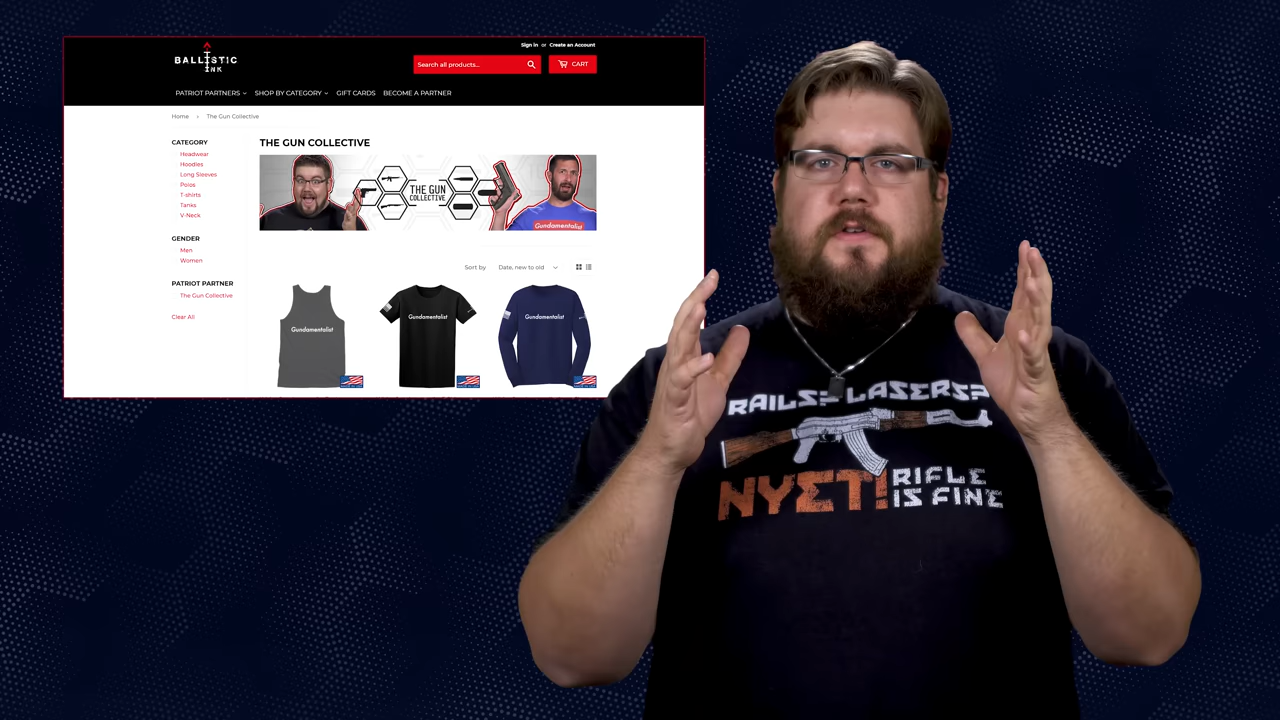 BALLISTIC
INK
Sign in or Create an Account
Search all products...
CART
PATRIOT PARTNERS
SHOP BY CATEGORY
GIFT CARDS
BECOME A PARTNER
Home › The Gun Collective
CATEGORY
Headwear
Hoodies
Long Sleeves
Polos
T-shirts
Tanks
V-Neck
GENDER
Men
Women
PATRIOT PARTNER
The Gun Collective
Clear All
THE GUN COLLECTIVE
THE GUN
COLLECTIVE
Gundamentalist
Sort by
Date, new to old
Gundamentalist
Gundamentalist
Gundamentalist
RAILS? LASERS?
NYET!
RIFLE
IS FINE